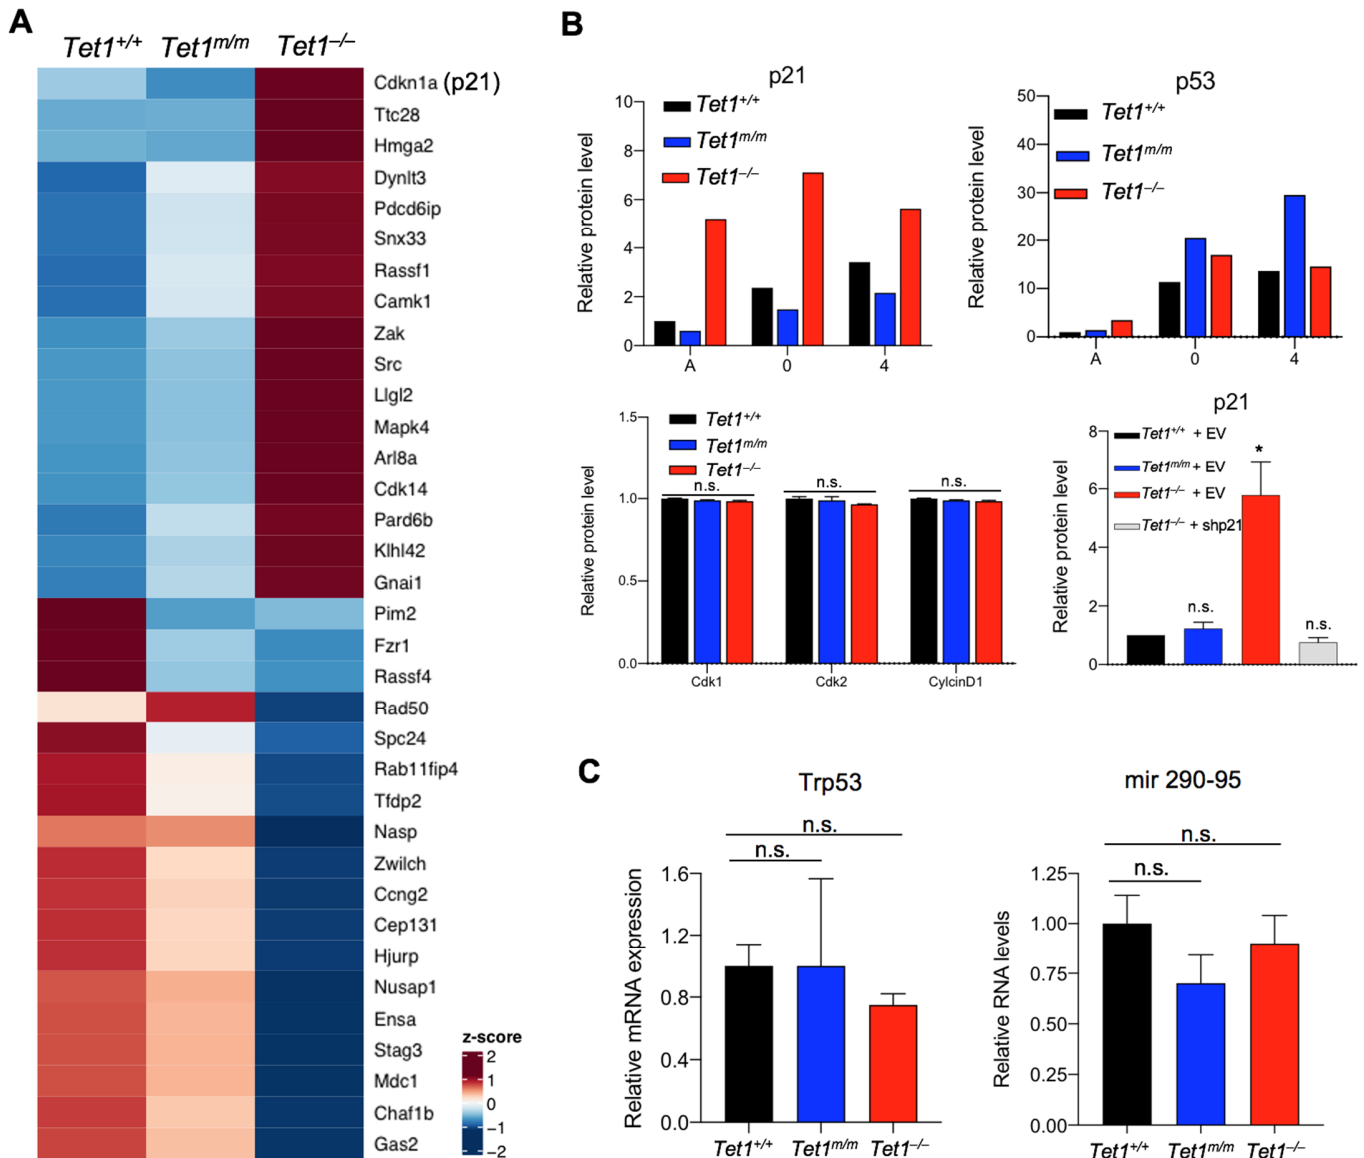 A
Tet1+/+ Tet1m/m Tet1–/–
Cdkn1a (p21)
Ttc28
Hmga2
Dynlt3
Pdcd6ip
Snx33
Rassf1
Camk1
Zak
Src
Llgl2
Mapk4
Arl8a
Cdk14
Pard6b
Klhl42
Gnai1
Pim2
Fzr1
Rassf4
Rad50
Spc24
Rab11fip4
Tfdp2
Nasp
Zwilch
Ccng2
Cep131
Hjurp
Nusap1
Ensa
Stag3
Mdc1
Chaf1b
Gas2
z-score
2
1
0
–1
–2
B
p21
Relative protein level
10
8
6
4
2
0
Tet1+/+
Tet1m/m
Tet1–/–
A 0 4
p53
Relative protein level
50
40
30
20
10
0
Tet1+/+
Tet1m/m
Tet1–/–
A 0 4
Relative protein level
1.5
1.0
0.5
0.0
Tet1+/+
Tet1m/m
Tet1–/–
n.s. n.s. n.s.
Cdk1 Cdk2 CylcinD1
p21
Relative protein level
8
6
4
2
0
Tet1+/+ + EV
Tet1m/m + EV
Tet1–/– + EV
Tet1–/– + shp21
n.s. * n.s.
C
Trp53
n.s.
n.s.
Relative mRNA expression
1.6
1.2
0.8
0.4
0.0
Tet1+/+ Tet1m/m Tet1–/–
mir 290-95
n.s.
n.s.
Relative RNA levels
1.25
1.00
0.75
0.50
0.25
0.00
Tet1+/+ Tet1m/m Tet1–/–